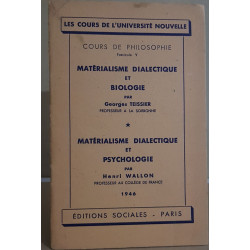 LES COURS DE L'UNIVERSITÉ NOUVELLE
COURS DE PHILOSOPHIE
Fascicule V
MATÉRIALISME DIALECTIQUE
ET
BIOLOGIE
PAR
Georges TEISSIER
PROFESSEUR A LA SORBONNE
★
MATÉRIALISME DIALECTIQUE
ET
PSYCHOLOGIE
PAR
Henri WALLON
PROFESSEUR AU COLLÈGE DE FRANCE
1946
ÉDITIONS SOCIALES - PARIS